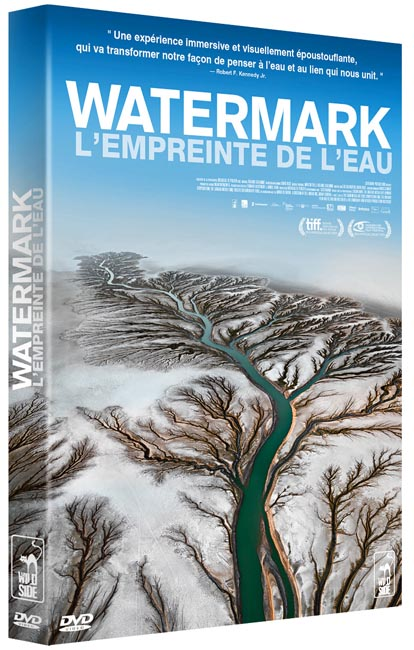 " Une expérience immersive et visuellement époustouflante,
qui va transformer notre façon de penser à l'eau et au lien qui nous unit. "
— Robert F. Kennedy Jr.
WATERMARK
L'EMPREINTE DE L'EAU
tiff.
WATERMARK
L'EMPREINTE DE L'EAU
WILD
SIDE
DVD
VIDEO
WILD
SIDE
DVD
VIDEO